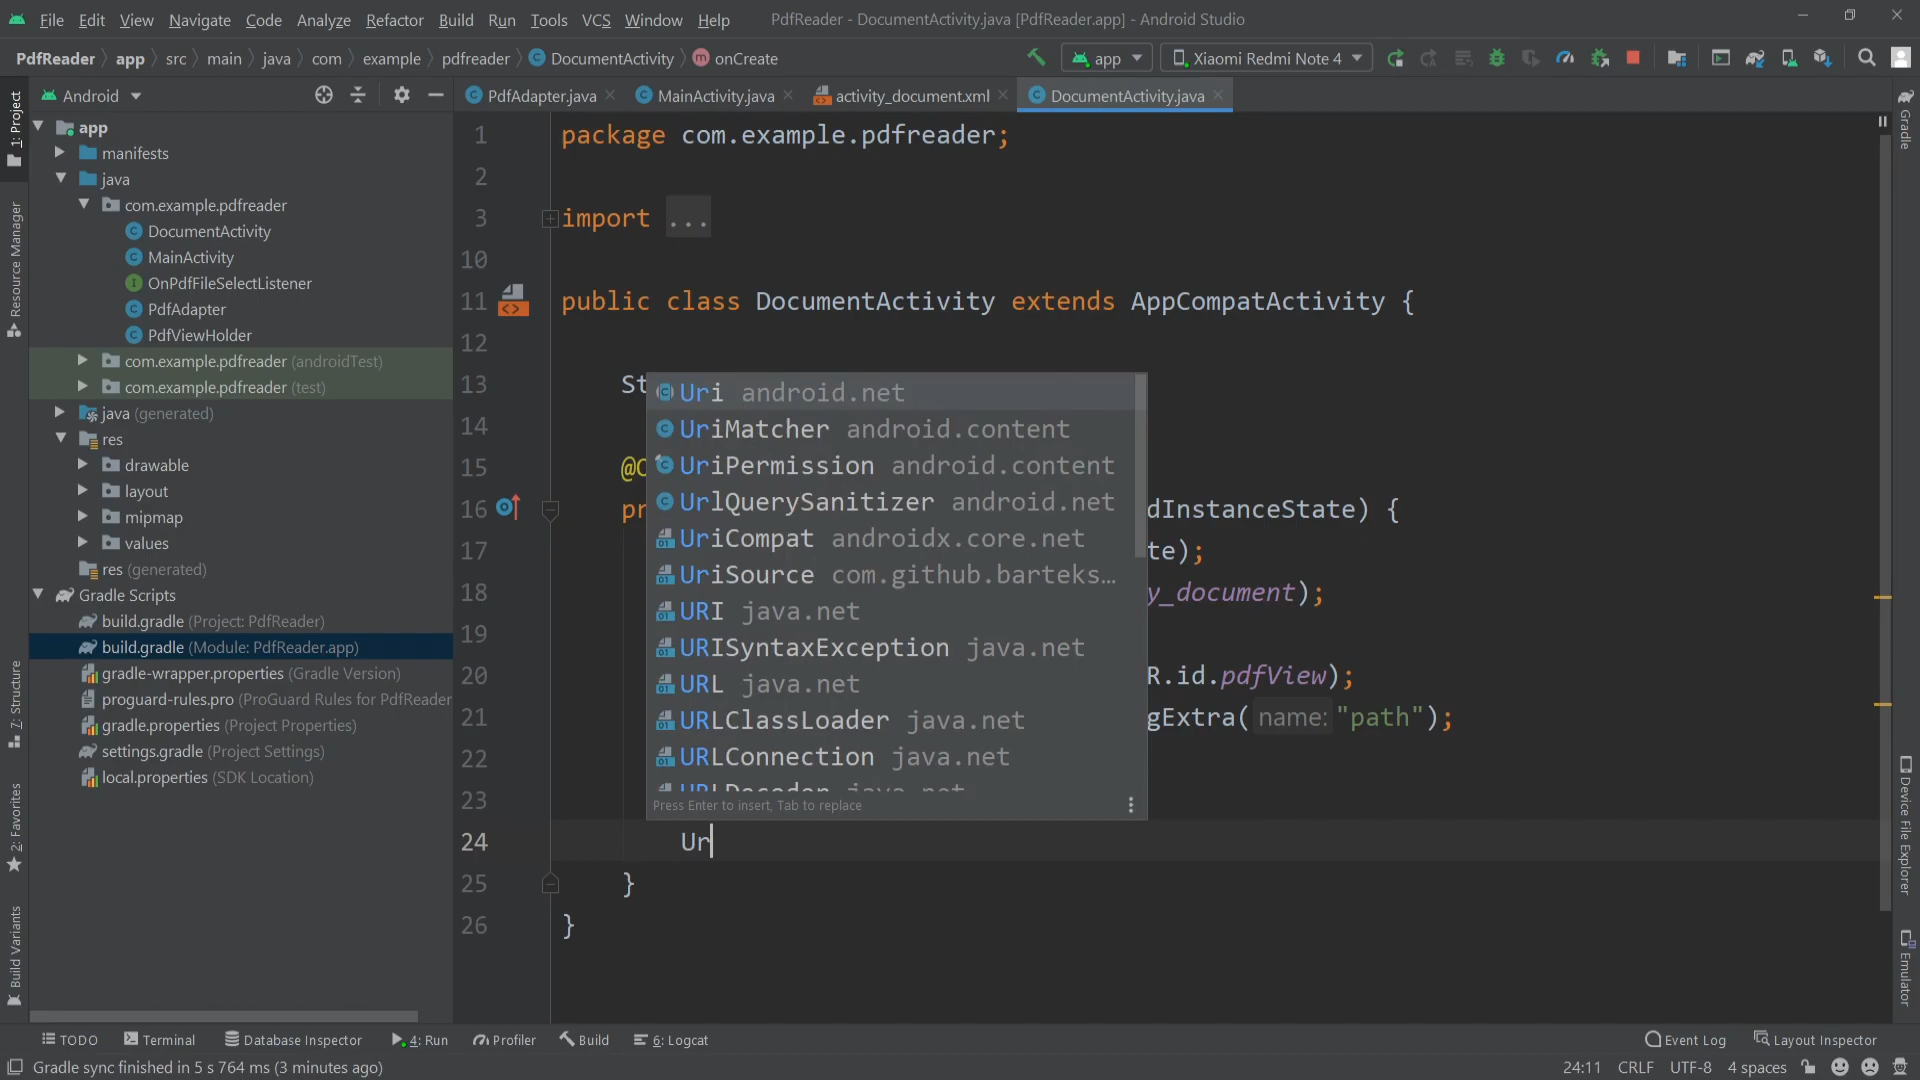 File Edit View Navigate Code Analyze Refactor Build Run Tools VCS Window Help PdfReader - DocumentActivity.java [PdfReader.app] - Android Studio
PdfReader app src main java com example pdfreader DocumentActivity onCreate app Xiaomi Redmi Note 4
Android PdfAdapter.java MainActivity.java activity_document.xml DocumentActivity.java
1: Project
Resource Manager
7: Structure
2: Favorites
Build Variants
app
manifests
java
com.example.pdfreader
DocumentActivity
MainActivity
OnPdfFileSelectListener
PdfAdapter
PdfViewHolder
com.example.pdfreader (androidTest)
com.example.pdfreader (test)
java (generated)
res
drawable
layout
mipmap
values
res (generated)
Gradle Scripts
build.gradle (Project: PdfReader)
build.gradle (Module: PdfReader.app)
gradle-wrapper.properties (Gradle Version)
proguard-rules.pro (ProGuard Rules for PdfReader
gradle.properties (Project Properties)
settings.gradle (Project Settings)
local.properties (SDK Location)
1 package com.example.pdfreader;
2
3 import ...
10
11 public class DocumentActivity extends AppCompatActivity {
12
13 St
14
15 @O
16 pr dInstanceState) {
17 te);
18 y_document);
19
20 R.id.pdfView);
21 gExtra( name: "path");
22
23
24 Ur
25 }
26 }
Uri android.net
UriMatcher android.content
UriPermission android.content
UrlQuerySanitizer android.net
UriCompat androidx.core.net
UriSource com.github.barteks…
URI java.net
URISyntaxException java.net
URL java.net
URLClassLoader java.net
URLConnection java.net
URLDecoder java.net
Press Enter to insert, Tab to replace
Gradle
Device File Explorer
Emulator
TODO Terminal Database Inspector 4: Run Profiler Build 6: Logcat Event Log Layout Inspector
Gradle sync finished in 5 s 764 ms (3 minutes ago) 24:11 CRLF UTF-8 4 spaces